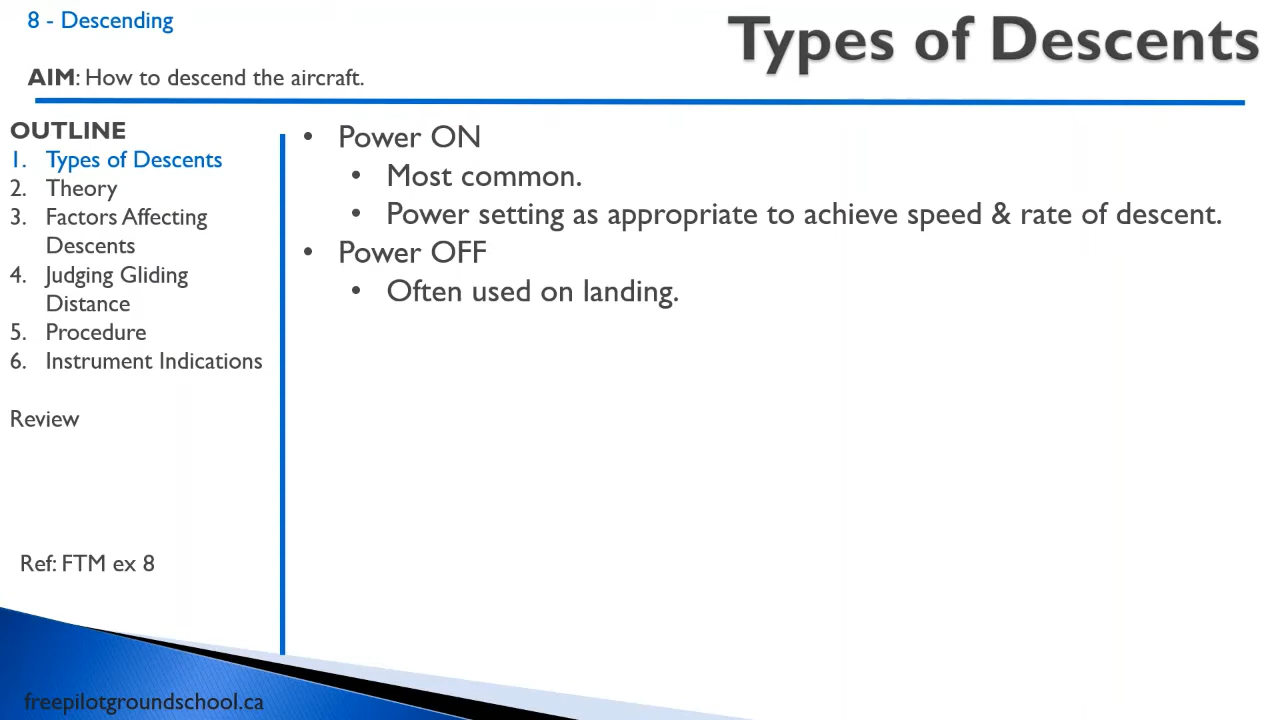 8 - Descending
Types of Descents
AIM: How to descend the aircraft.
OUTLINE
1. Types of Descents
2. Theory
3. Factors Affecting
Descents
4. Judging Gliding
Distance
5. Procedure
6. Instrument Indications
Review
Ref: FTM ex 8
freepilotgroundschool.ca
• Power ON
• Most common.
• Power setting as appropriate to achieve speed & rate of descent.
• Power OFF
• Often used on landing.